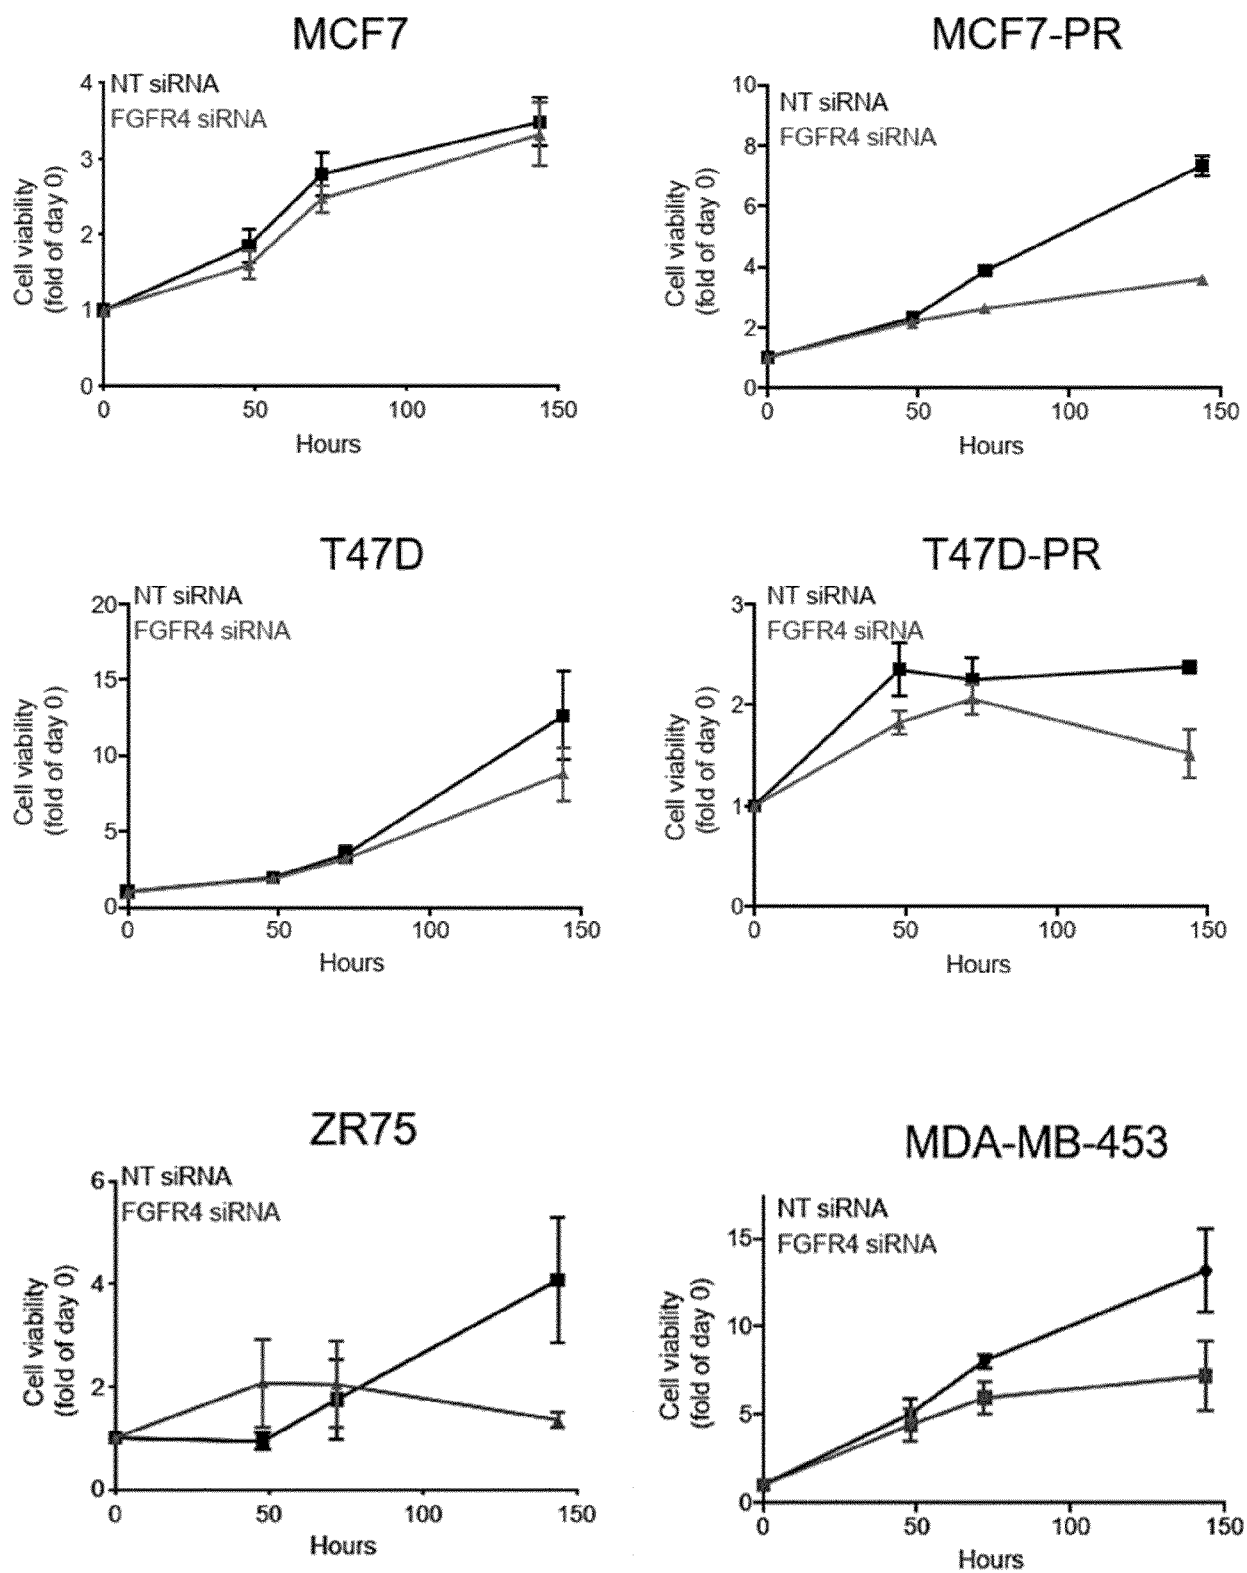 MCF7
4
NT siRNA
FGFR4 siRNA
3
2
1
0
Cell viability
(fold of day 0)
0 50 100 150
Hours
MCF7-PR
10
NT siRNA
FGFR4 siRNA
8
6
4
2
0
Cell viability
(fold of day 0)
0 50 100 150
Hours
T47D
20
NT siRNA
FGFR4 siRNA
15
10
5
0
Cell viability
(fold of day 0)
0 50 100 150
Hours
T47D-PR
3
NT siRNA
FGFR4 siRNA
2
1
0
Cell viability
(fold of day 0)
0 50 100 150
Hours
ZR75
6
NT siRNA
FGFR4 siRNA
4
2
0
Cell viability
(fold of day 0)
0 50 100 150
Hours
MDA-MB-453
NT siRNA
FGFR4 siRNA
15
10
5
0
Cell viability
(fold of day 0)
0 50 100 150
Hours